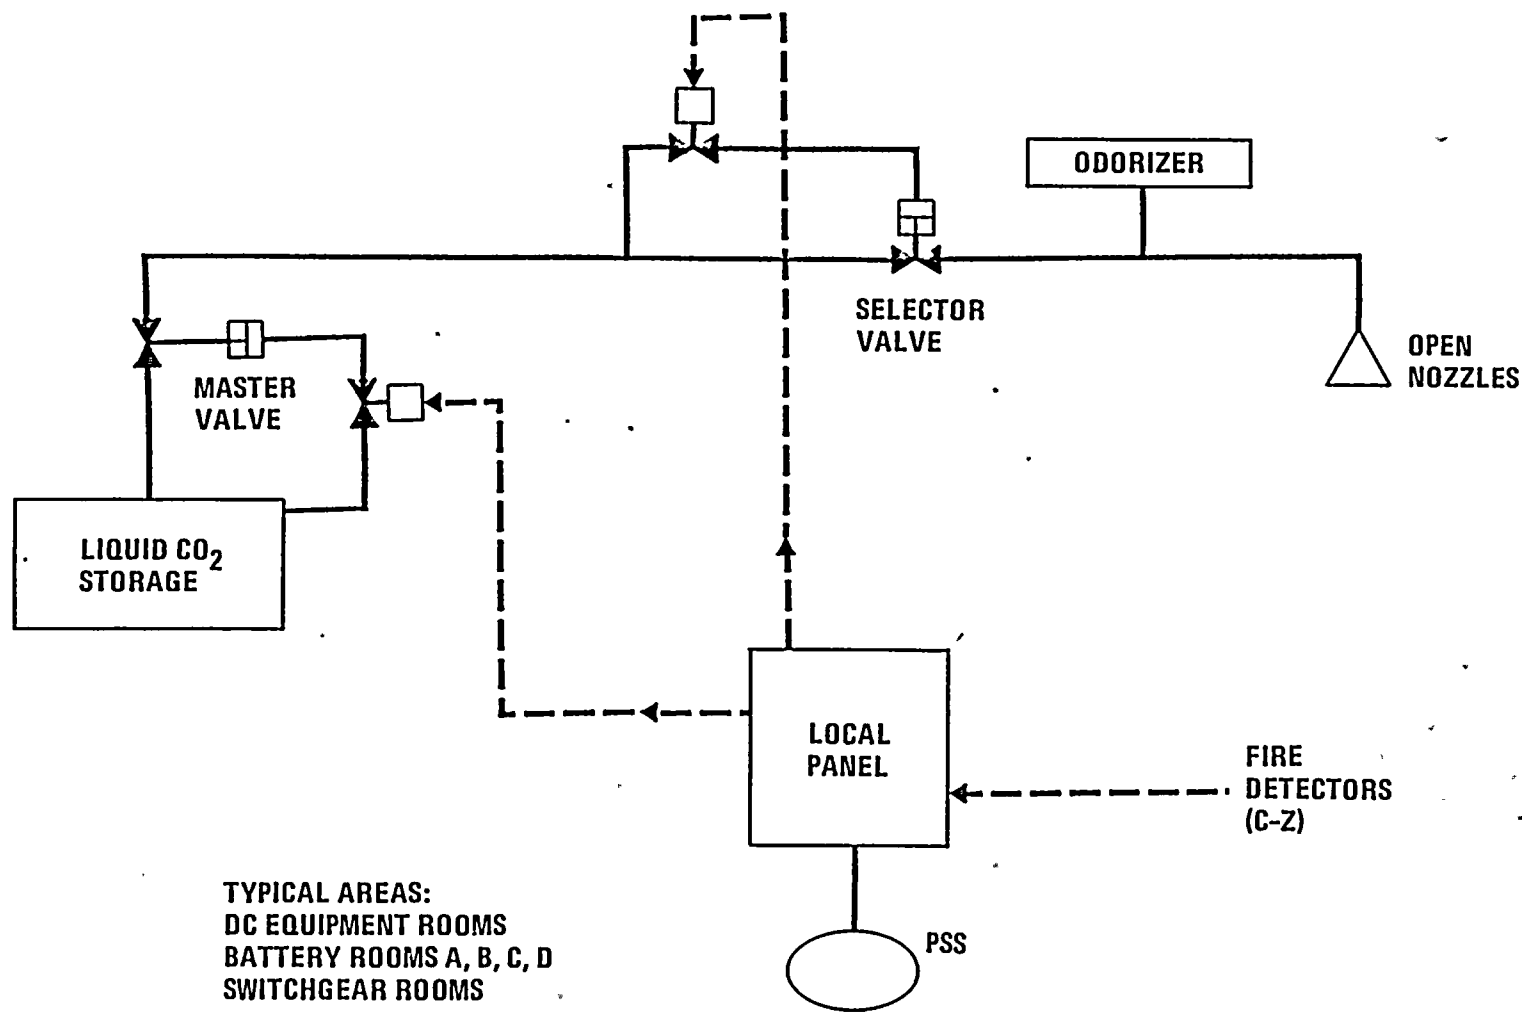 ODORIZER
SELECTOR
VALVE
OPEN
NOZZLES
MASTER
VALVE
LIQUID CO2
STORAGE
LOCAL
PANEL
FIRE
DETECTORS
(C-Z)
PSS
TYPICAL AREAS:
DC EQUIPMENT ROOMS
BATTERY ROOMS A, B, C, D
SWITCHGEAR ROOMS